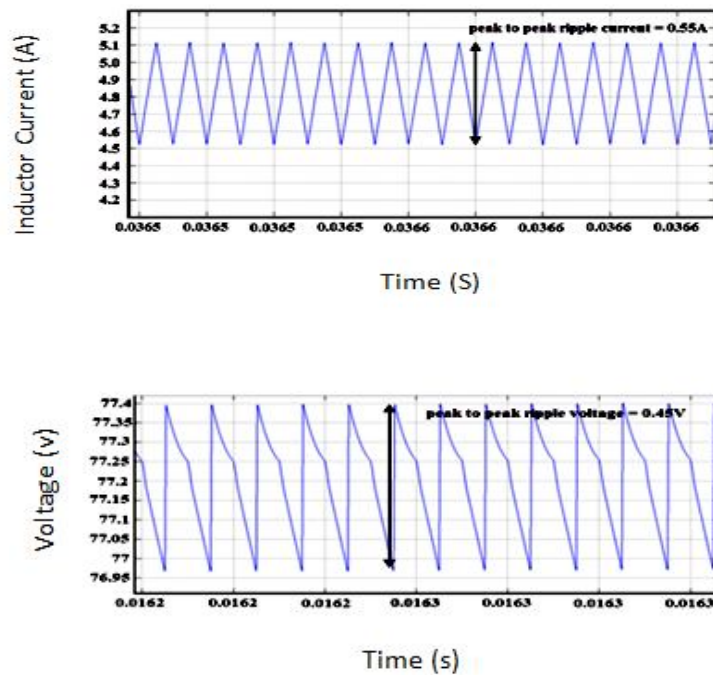 peak to peak ripple current = 0.55A
5.2
5.1
5
4.9
4.8
4.7
4.6
4.5
4.4
4.3
4.2
Inductor Current (A)
0.0365 0.0365 0.0365 0.0365 0.0366 0.0366 0.0366 0.0366 0.0366
Time (S)
peak to peak ripple voltage = 0.45V
77.4
77.35
77.3
77.25
77.2
77.15
77.1
77.05
77
76.95
Voltage (v)
0.0162 0.0162 0.0162 0.0163 0.0163 0.0163 0.0163
Time (s)